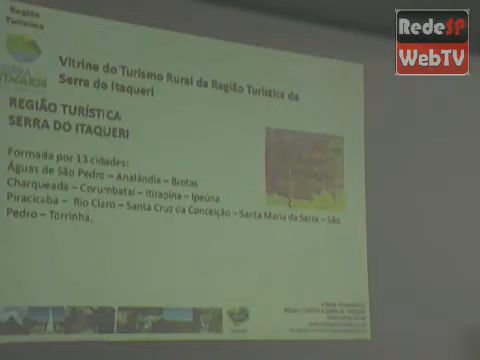 Região
Turística
SERRA
ITAQUERI
RedeSP
WebTV
Vitrine do Turismo Rural da Região Turística da
Serra do Itaqueri
REGIÃO TURÍSTICA
SERRA DO ITAQUERI
Formada por 13 cidades:
Águas de São Pedro – Analândia – Brotas
Charqueada – Corumbataí – Itirapina – Ipeúna
Piracicaba – Rio Claro – Santa Cruz da Conceição – Santa Maria da Serra – São
Pedro – Torrinha.